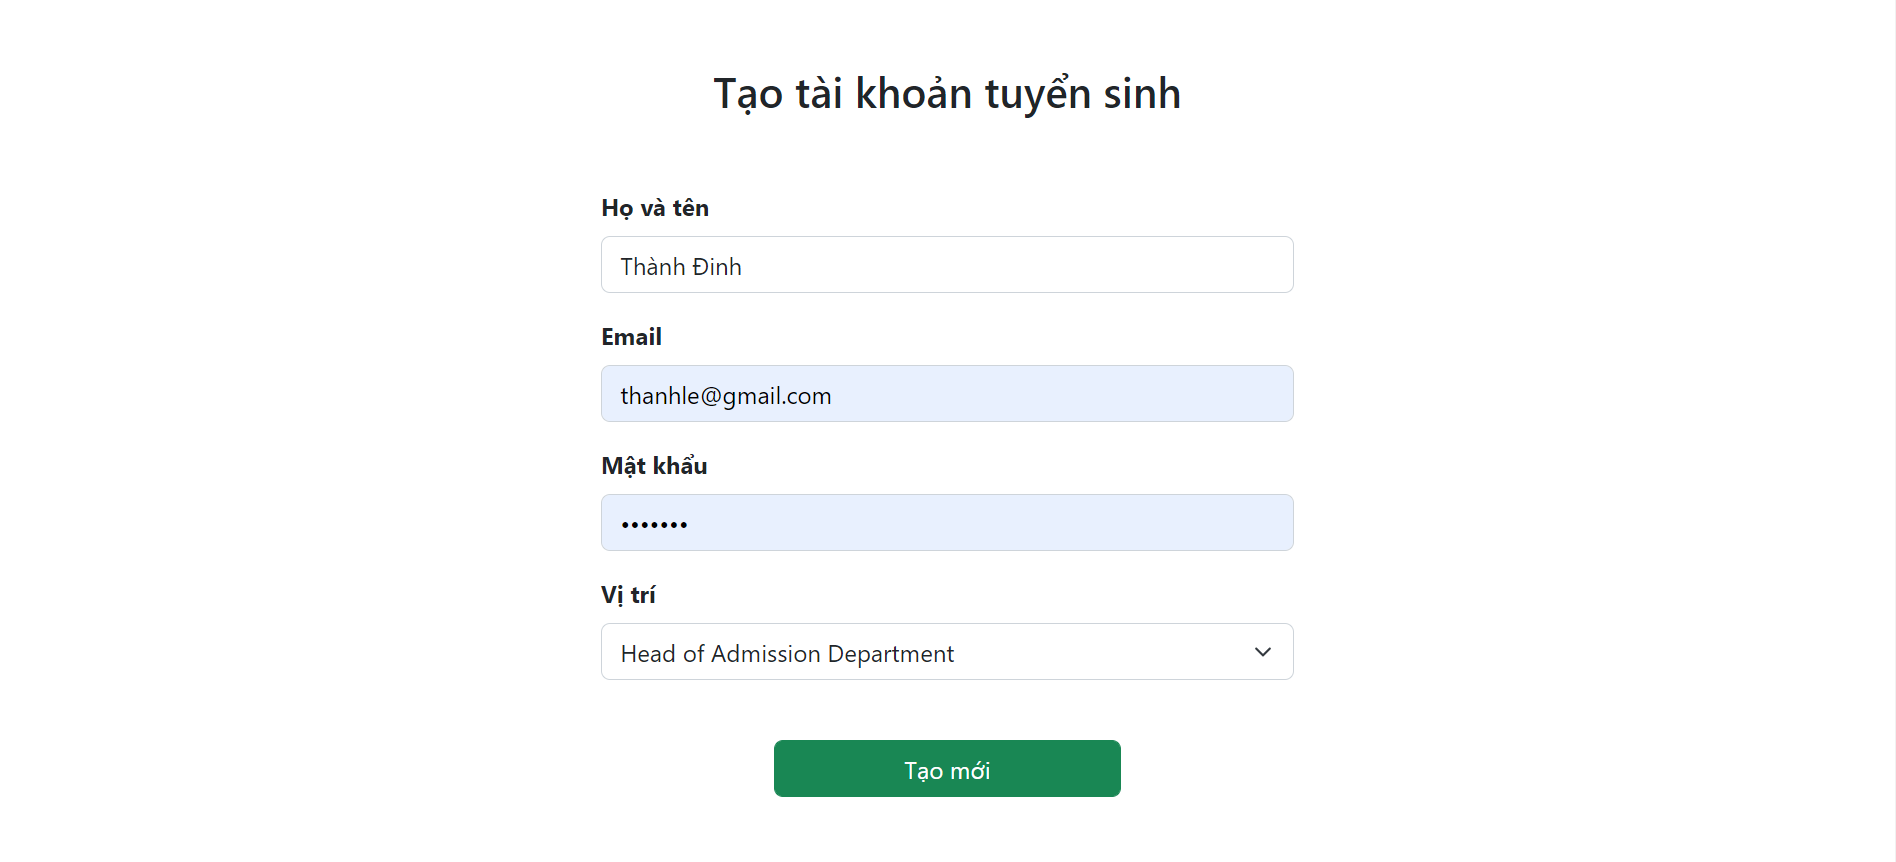 Tạo tài khoản tuyển sinh
Họ và tên
Thành Đinh
Email
thanhle@gmail.com
Mật khẩu
•••••••
Vị trí
Head of Admission Department
Tạo mới